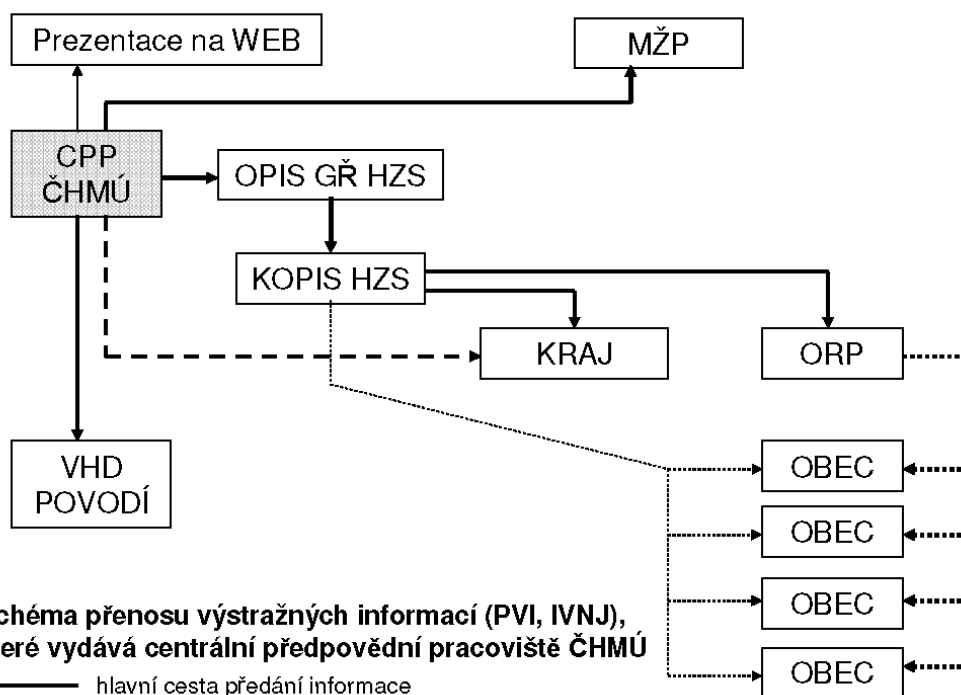 Prezentace na WEB
MŽP
CPP
ČHMÚ
OPIS GŘ HZS
KOPIS HZS
KRAJ
ORP
VHD
POVODÍ
OBEC
OBEC
OBEC
OBEC
chéma přenosu výstražných informací (PVI, IVNJ),
eré vydává centrální předpovědní pracoviště ČHMÚ
hlavní cesta předání informace